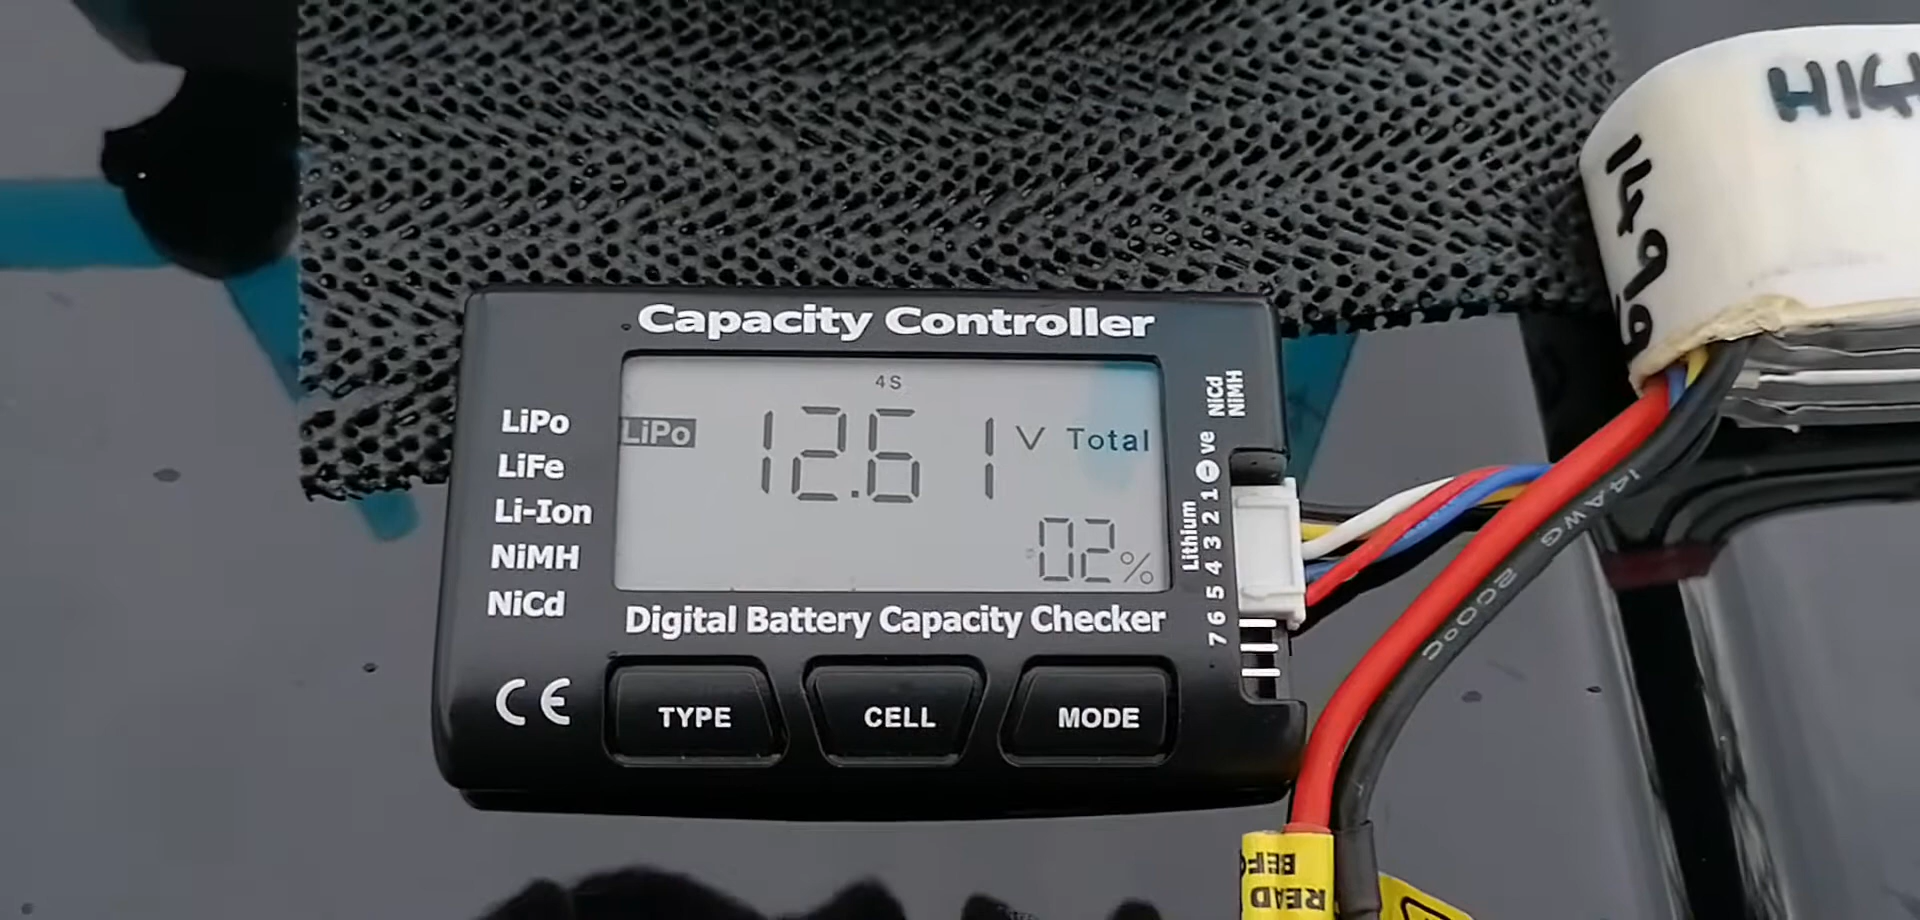 HIGH
1499
Capacity Controller
4S
LiPo
LiPo
12.61 V Total
LiFe
Li-Ion
NiMH
02%
NiCd
Digital Battery Capacity Checker
CE
TYPE
CELL
MODE
NiCd
NiMH
Lithium
7 6 5 4 3 2 1 - ve
14AWG
200°C
READ